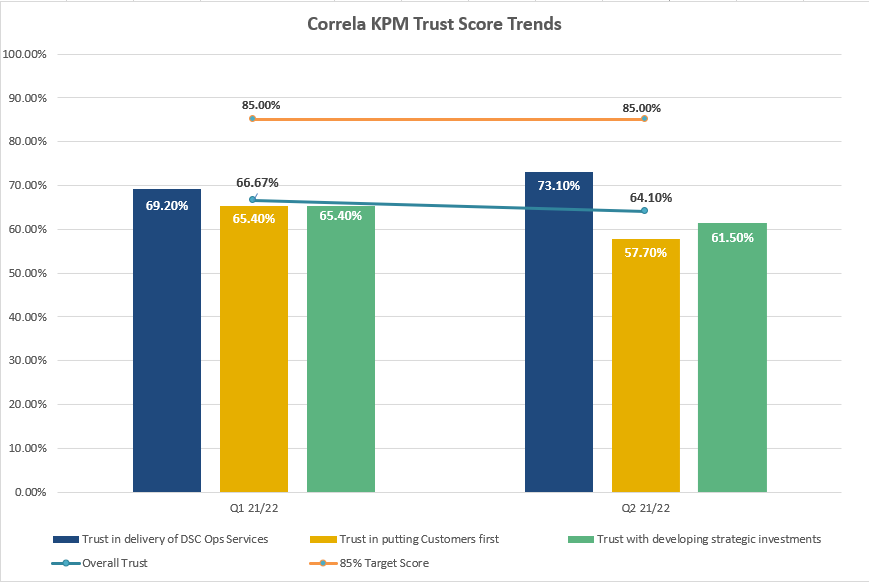 Correla KPM Trust Score Trends
100.00%
90.00%
80.00%
70.00%
60.00%
50.00%
40.00%
30.00%
20.00%
10.00%
0.00%
85.00%
85.00%
66.67%
64.10%
69.20%
65.40%
65.40%
73.10%
57.70%
61.50%
Q1 21/22
Q2 21/22
Trust in delivery of DSC Ops Services
Trust in putting Customers first
Trust with developing strategic investments
Overall Trust
85% Target Score